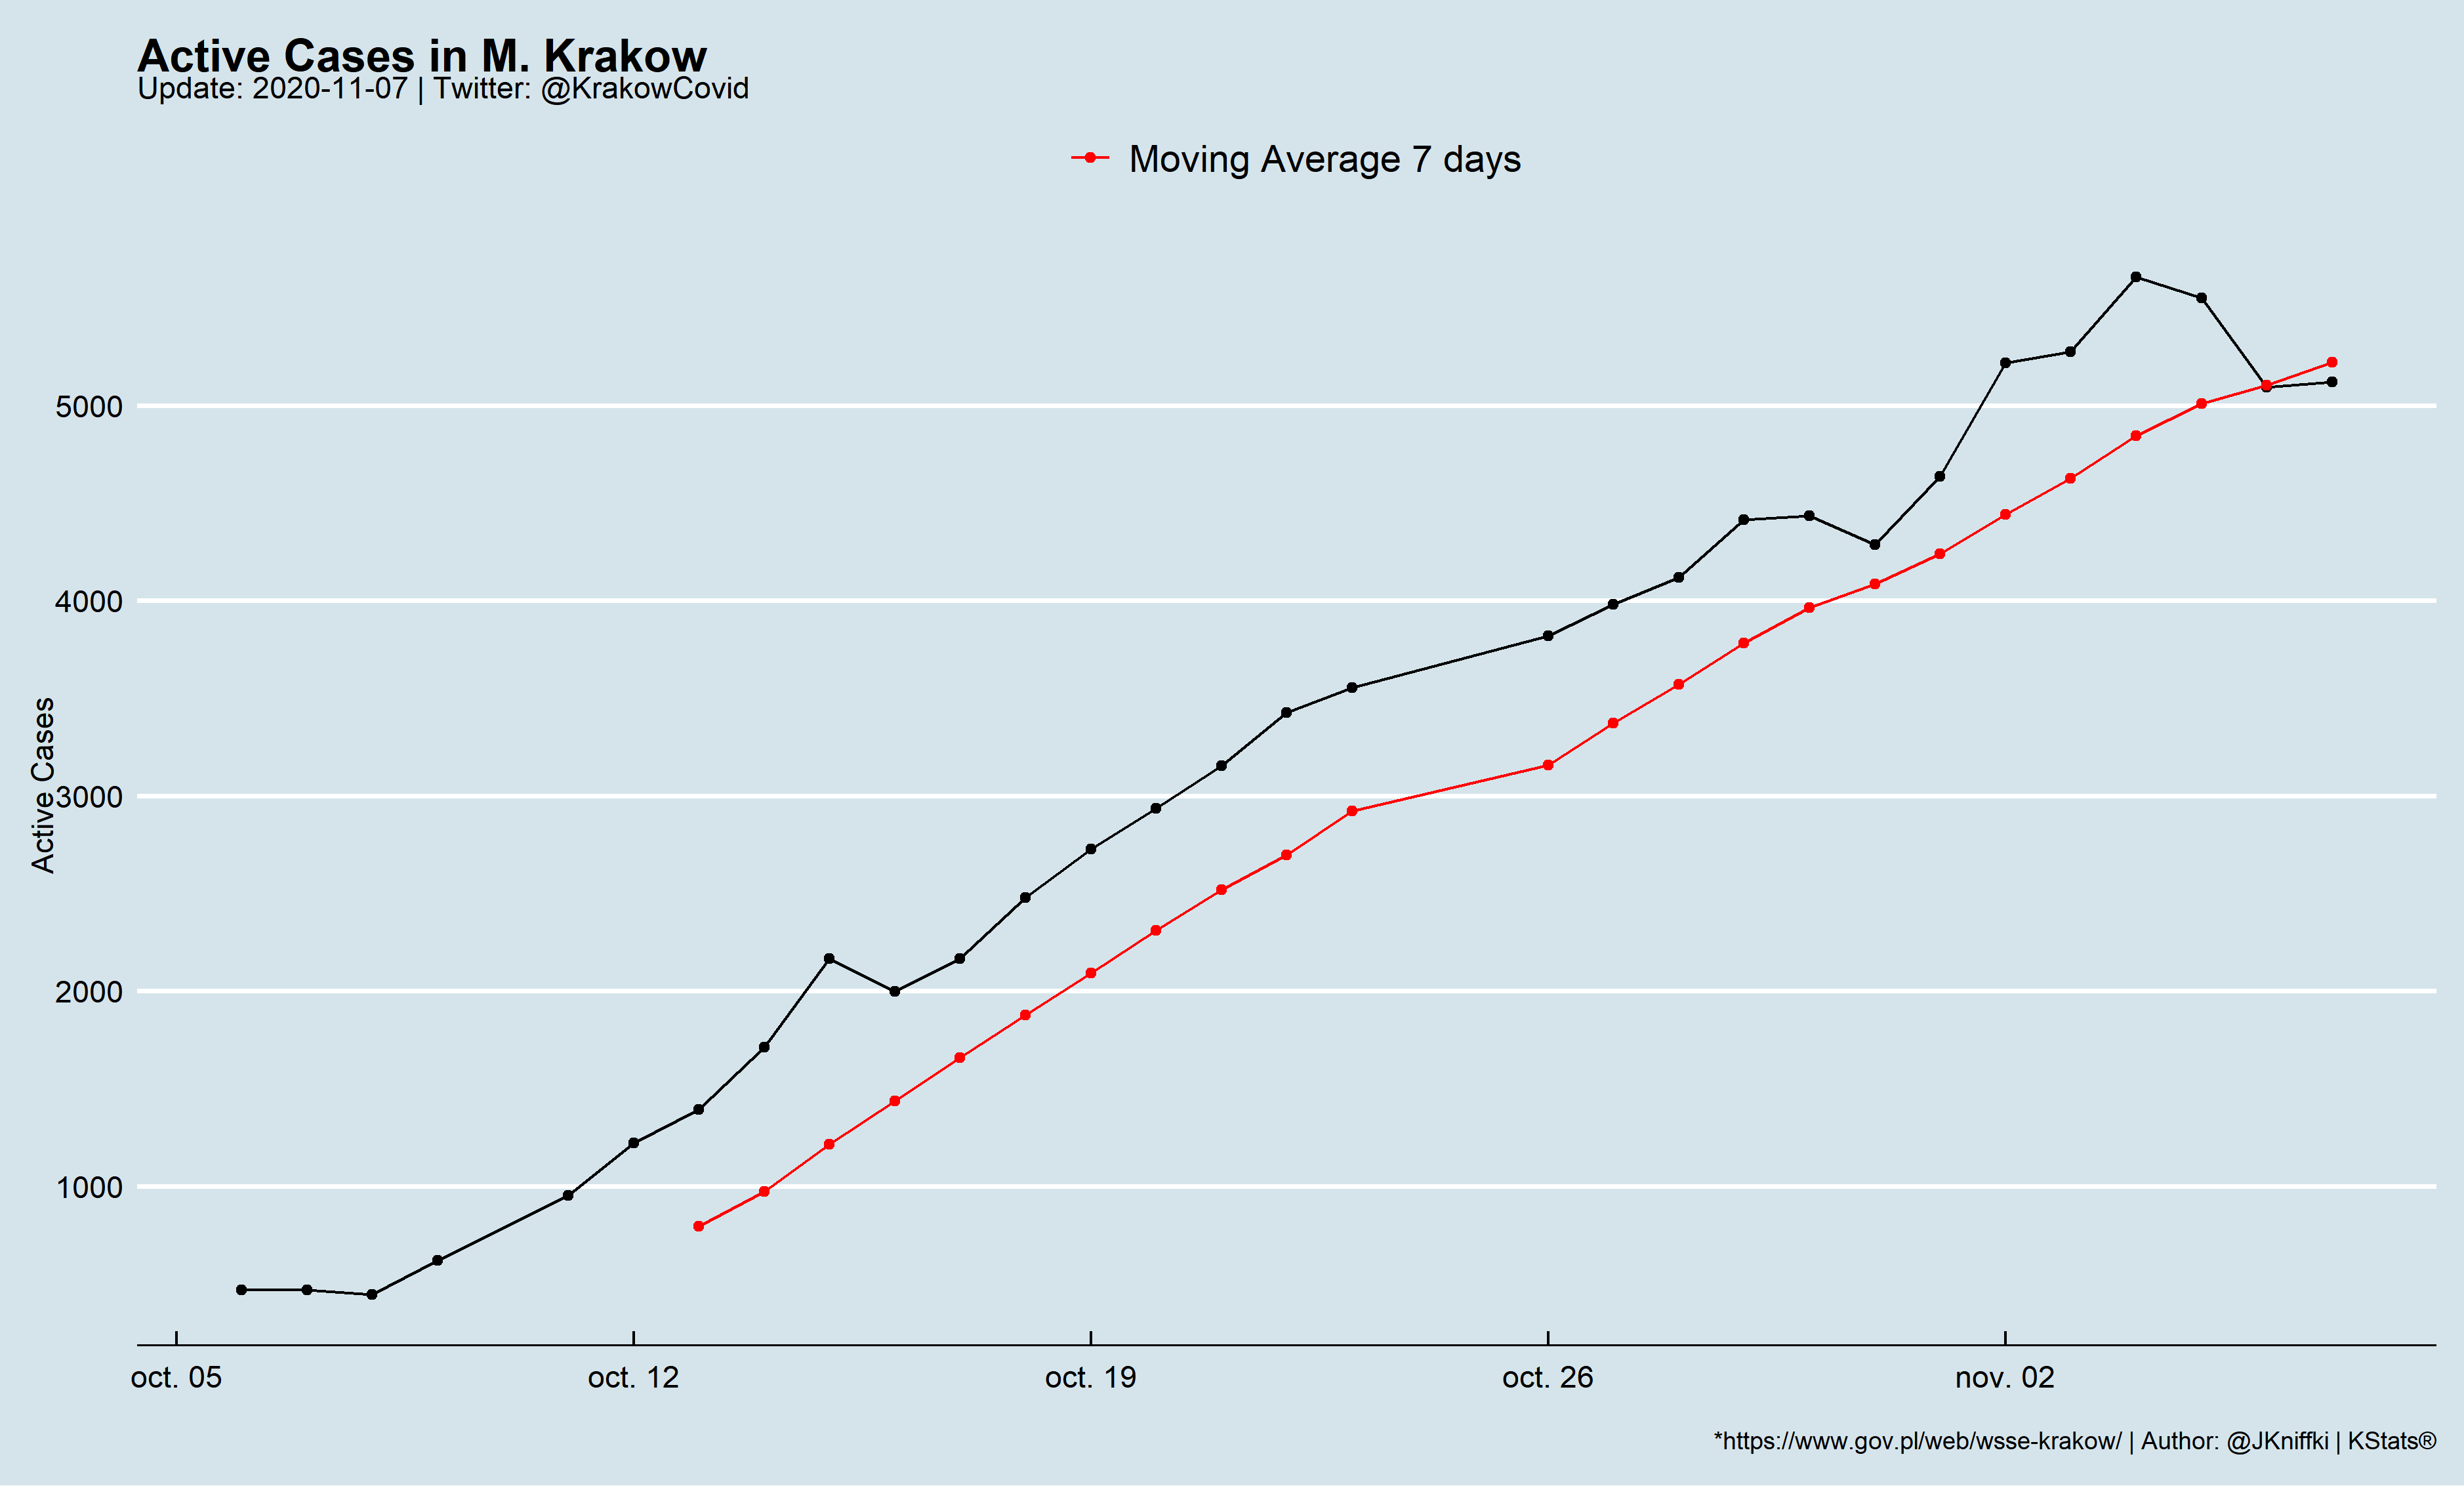 Active Cases in M. Krakow
Update: 2020-11-07 | Twitter: @KrakowCovid
Moving Average 7 days
Active Cases
5000
4000
3000
2000
1000
oct. 05
oct. 12
oct. 19
oct. 26
nov. 02
*https://www.gov.pl/web/wsse-krakow/ | Author: @JKniffki | KStats®